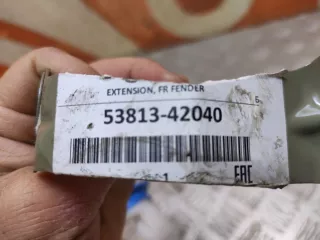 EXTENSION, FR FENDER
53813-42040
1
EAC